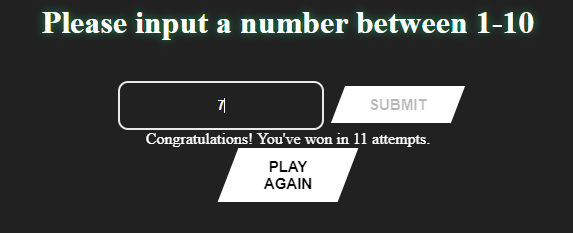 Please input a number between 1-10
7 SUBMIT
Congratulations! You've won in 11 attempts.
PLAY
AGAIN